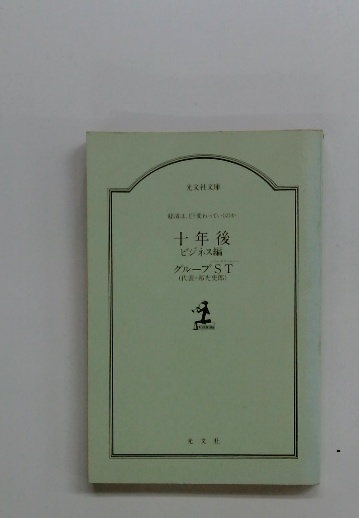 光文社文庫
経済は、どう変わっているのか
十年後
ビジネス編
グループST
光文社